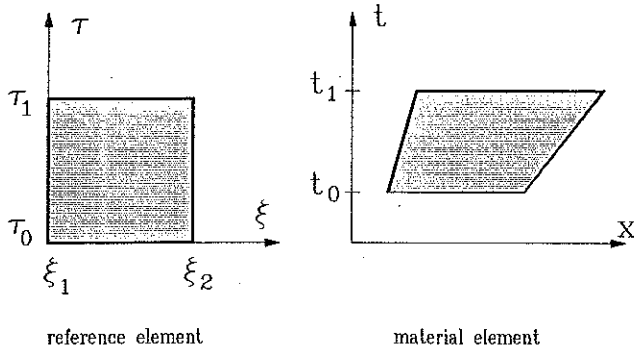 τ
τ₁
τ₀
ξ
ξ₁
ξ₂
reference element
t
t₁
t₀
X
material element